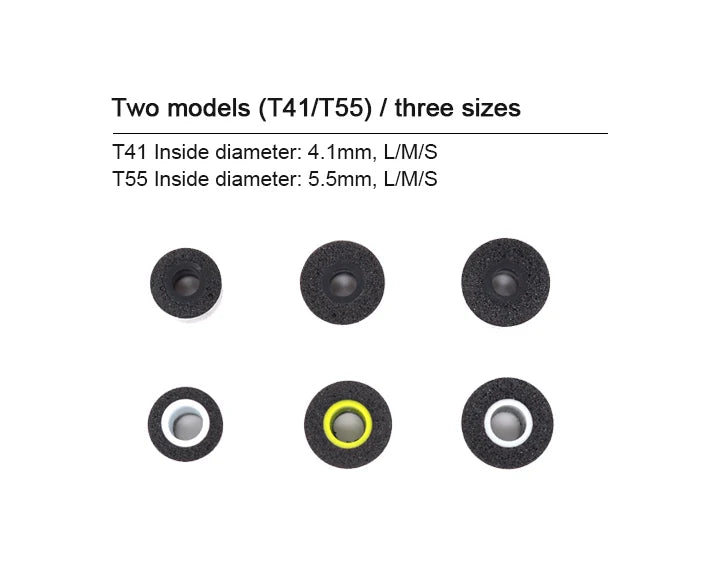 Two models (T41/T55) / three sizes
T41 Inside diameter: 4.1mm, L/M/S
T55 Inside diameter: 5.5mm, L/M/S